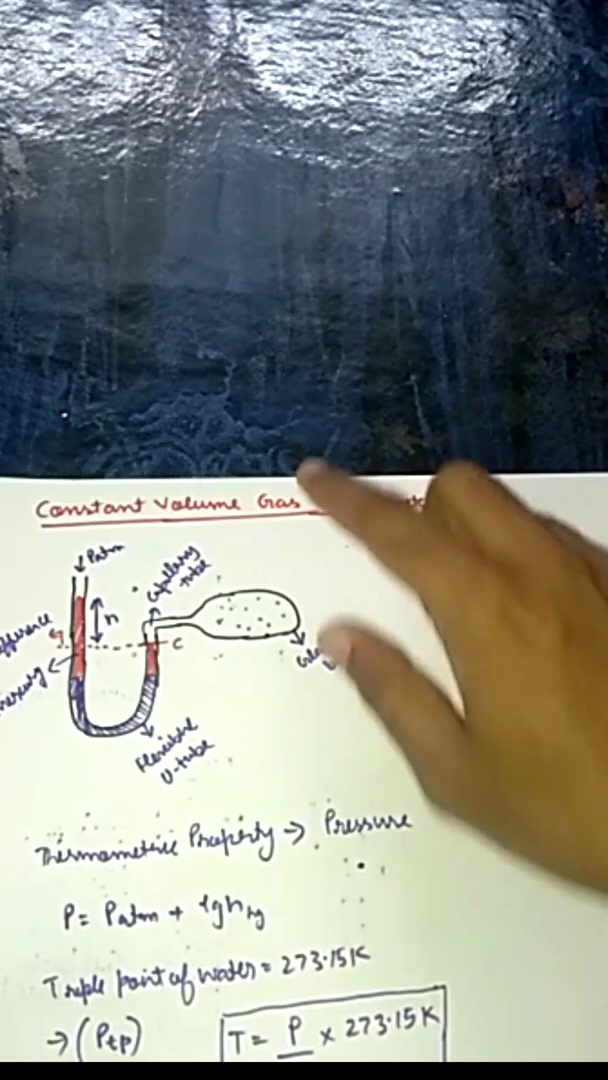 Constant Volume Gas
Patm
Capillary
tube
h
C
Flexible
U-tube
Thermometric Property → Pressure
P = Patm + ρghHg
Triple point of water = 273.15K
→ (Ptp)
T = P × 273.15K